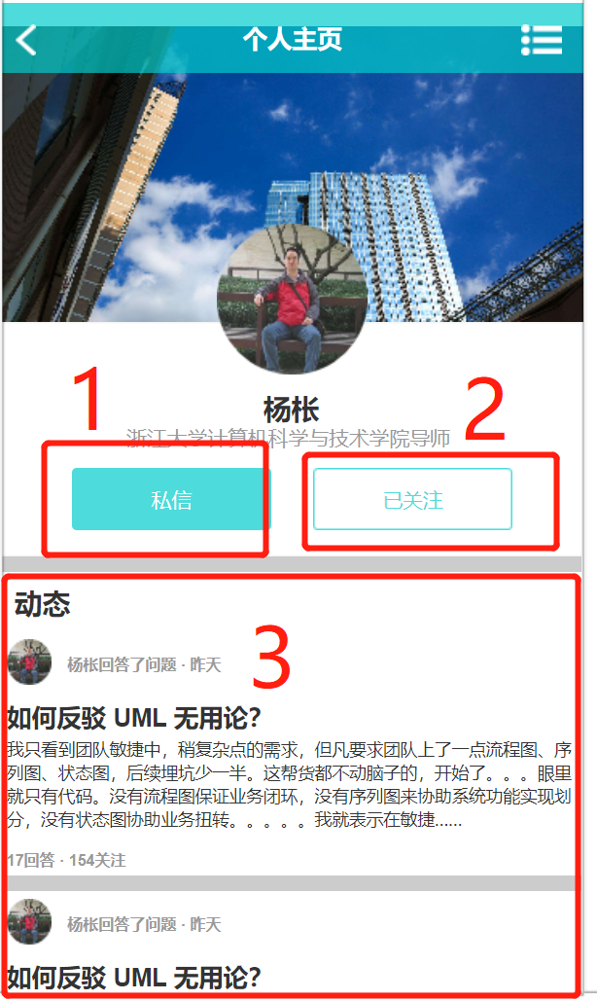 个人主页
杨枨
1
2
浙江大学计算机科学与技术学院导师
私信
已关注
动态
3
杨枨回答了问题 · 昨天
如何反驳 UML 无用论？
我只看到团队敏捷中，稍复杂点的需求，但凡要求团队上了一点流程图、序
列图、状态图，后续埋坑少一半。这帮货都不动脑子的，开始了。。。眼里
就只有代码。没有流程图保证业务闭环，没有序列图来协助系统功能实现划
分，没有状态图协助业务扭转。。。。。我就表示在敏捷......
17回答 · 154关注
杨枨回答了问题 · 昨天
如何反驳 UML 无用论？